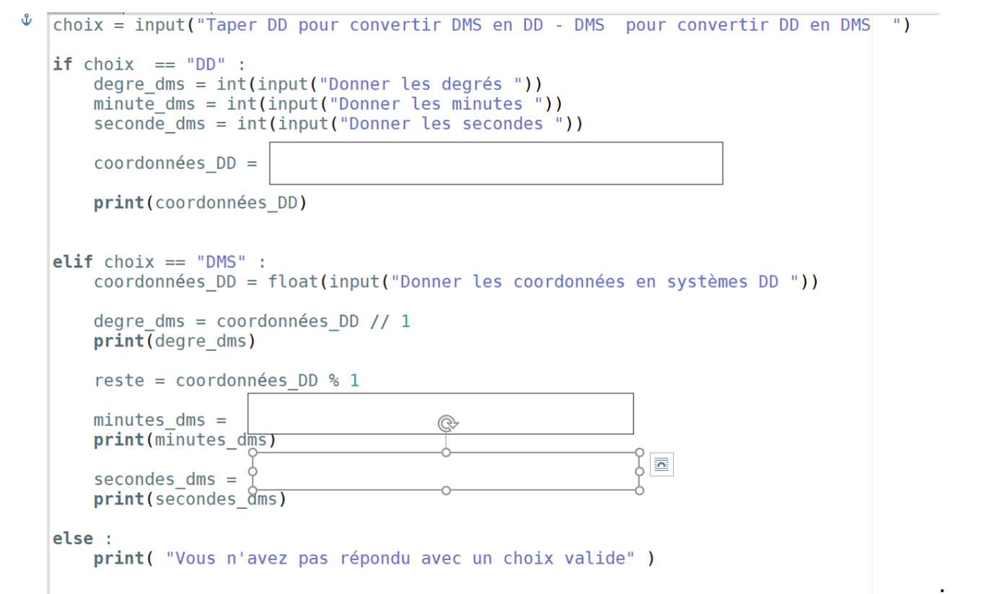 choix = input("Taper DD pour convertir DMS en DD - DMS  pour convertir DD en DMS  ")
if choix  == "DD" :
degre_dms = int(input("Donner les degrés "))
minute_dms = int(input("Donner les minutes "))
seconde_dms = int(input("Donner les secondes "))
coordonnées_DD =
print(coordonnées_DD)
elif choix == "DMS" :
coordonnées_DD = float(input("Donner les coordonnées en systèmes DD "))
degre_dms = coordonnées_DD // 1
print(degre_dms)
reste = coordonnées_DD % 1
minutes_dms =
print(minutes_dms)
secondes_dms =
print(secondes_dms)
else :
print( "Vous n'avez pas répondu avec un choix valide" )
.